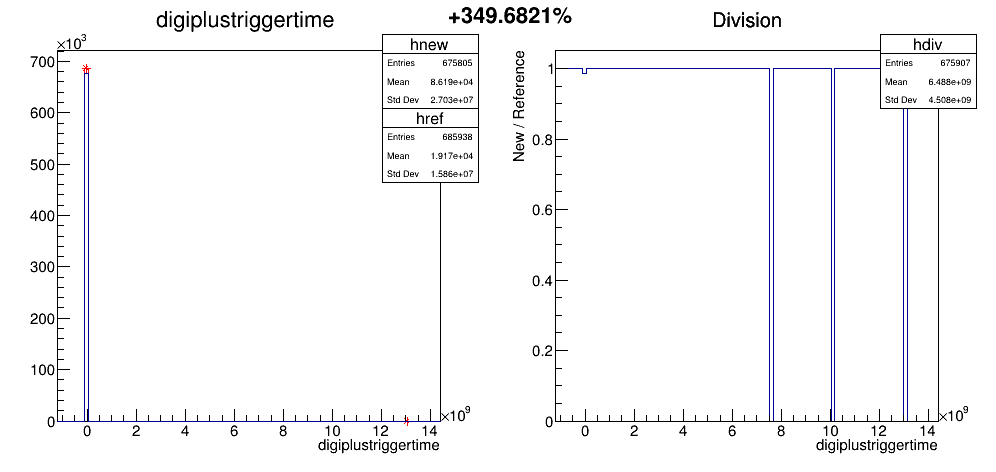 digiplustriggertime
+349.6821%
Division
×10³
700
600
500
400
300
200
100
0
0 2 4 6 8 10 12 14
×10⁹
digiplustriggertime
hnew
Entries 675805
Mean 8.619e+04
Std Dev 2.703e+07
href
Entries 685938
Mean 1.917e+04
Std Dev 1.586e+07
New / Reference
1
0.8
0.6
0.4
0.2
0
0 2 4 6 8 10 12 14
×10⁹
digiplustriggertime
hdiv
Entries 675907
Mean 6.488e+09
Std Dev 4.508e+09